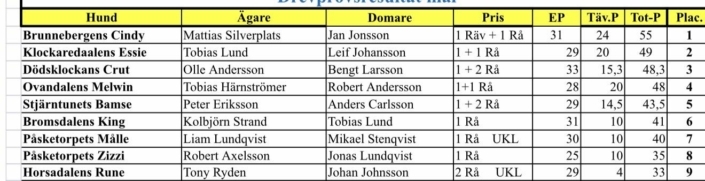 Drevprovsresultat mål
Hund Ägare Domare Pris EP Täv.P Tot-P Plac.
Brunnebergens Cindy Mattias Silverplats Jan Jonsson 1 Räv + 1 Rå 31 24 55 1
Klockaredaalens Essie Tobias Lund Leif Johansson 1 + 1 Rå 29 20 49 2
Dödsklockans Crut Olle Andersson Bengt Larsson 1 + 2 Rå 33 15,3 48,3 3
Ovandalens Melwin Tobias Härnströmer Robert Andersson 1+1 Rå 28 20 48 4
Stjärntunets Bamse Peter Eriksson Anders Carlsson 1 + 2 Rå 29 14,5 43,5 5
Bromsdalens King Kolbjörn Strand Tobias Lund 1 Rå 31 10 41 6
Påsketorpets Målle Liam Lundqvist Mikael Stenqvist 1 Rå UKL 30 10 40 7
Påsketorpets Zizzi Robert Axelsson Jonas Lundqvist 1 Rå 25 10 35 8
Horsadalens Rune Tony Ryden Johan Johnsson 2 Rå UKL 29 4 33 9